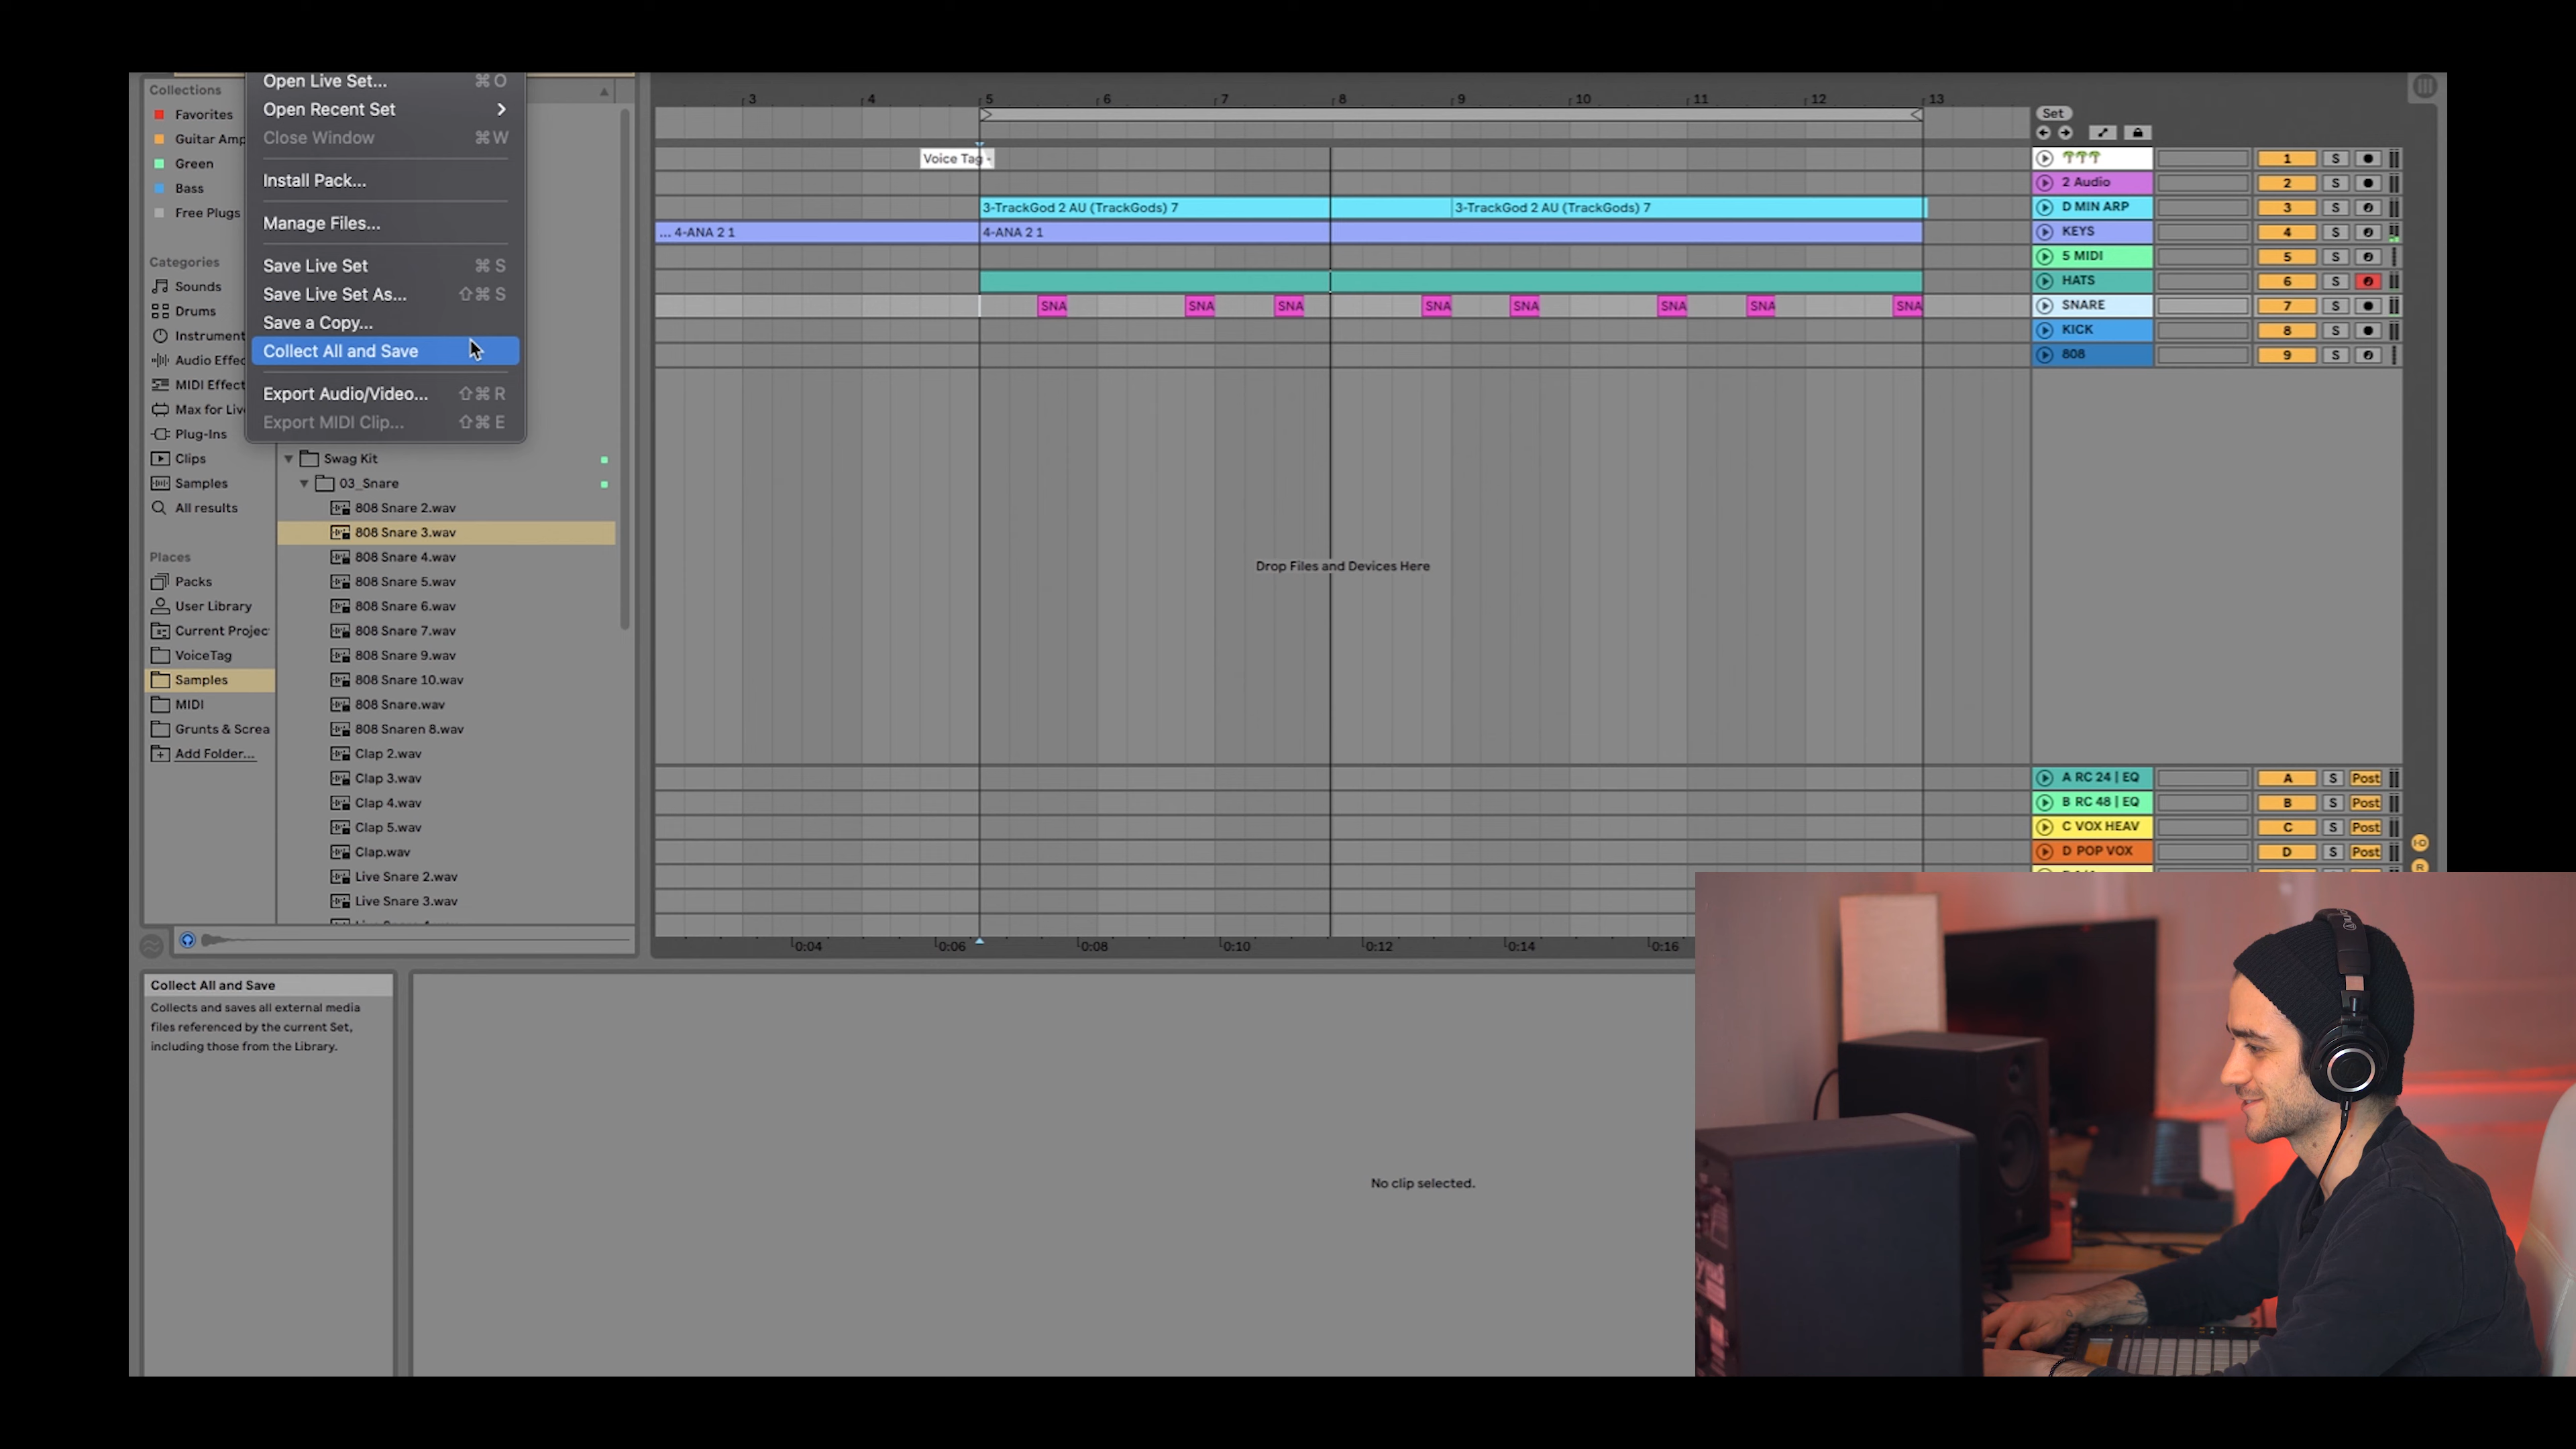 Collections
Favorites
Guitar Amp
Green
Bass
Free Plugs
Categories
Sounds
Drums
Instrument
Audio Effec
MIDI Effect
Max for Liv
Plug-Ins
Clips
Samples
All results
Places
Packs
User Library
Current Projec
VoiceTag
Samples
MIDI
Grunts & Screa
Add Folder...
Open Live Set... ⌘ O
Open Recent Set
Close Window ⌘ W
Install Pack...
Manage Files...
Save Live Set ⌘ S
Save Live Set As... ⇧⌘ S
Save a Copy...
Collect All and Save
Export Audio/Video... ⇧⌘ R
Export MIDI Clip... ⇧⌘ E
Swag Kit
03_Snare
808 Snare 2.wav
808 Snare 3.wav
808 Snare 4.wav
808 Snare 5.wav
808 Snare 6.wav
808 Snare 7.wav
808 Snare 9.wav
808 Snare 10.wav
808 Snare.wav
808 Snaren 8.wav
Clap 2.wav
Clap 3.wav
Clap 4.wav
Clap 5.wav
Clap.wav
Live Snare 2.wav
Live Snare 3.wav
3 4 5 6 7 8 9 10 11 12 13
Voice Tag -
3-TrackGod 2 AU (TrackGods) 7 3-TrackGod 2 AU (TrackGods) 7
... 4-ANA 2 1 4-ANA 2 1
SNA SNA SNA SNA SNA SNA SNA SNA
Drop Files and Devices Here
0:04 0:06 0:08 0:10 0:12 0:14 0:16
Set
1 S
2 Audio 2 S
D MIN ARP 3 S
KEYS 4 S
5 MIDI 5 S
HATS 6 S
SNARE 7 S
KICK 8 S
808 9 S
A RC 24 | EQ A S Post
B RC 48 | EQ B S Post
C VOX HEAV C S Post
D POP VOX D S Post
I·O
R
Collect All and Save
Collects and saves all external media
files referenced by the current Set,
including those from the Library.
No clip selected.